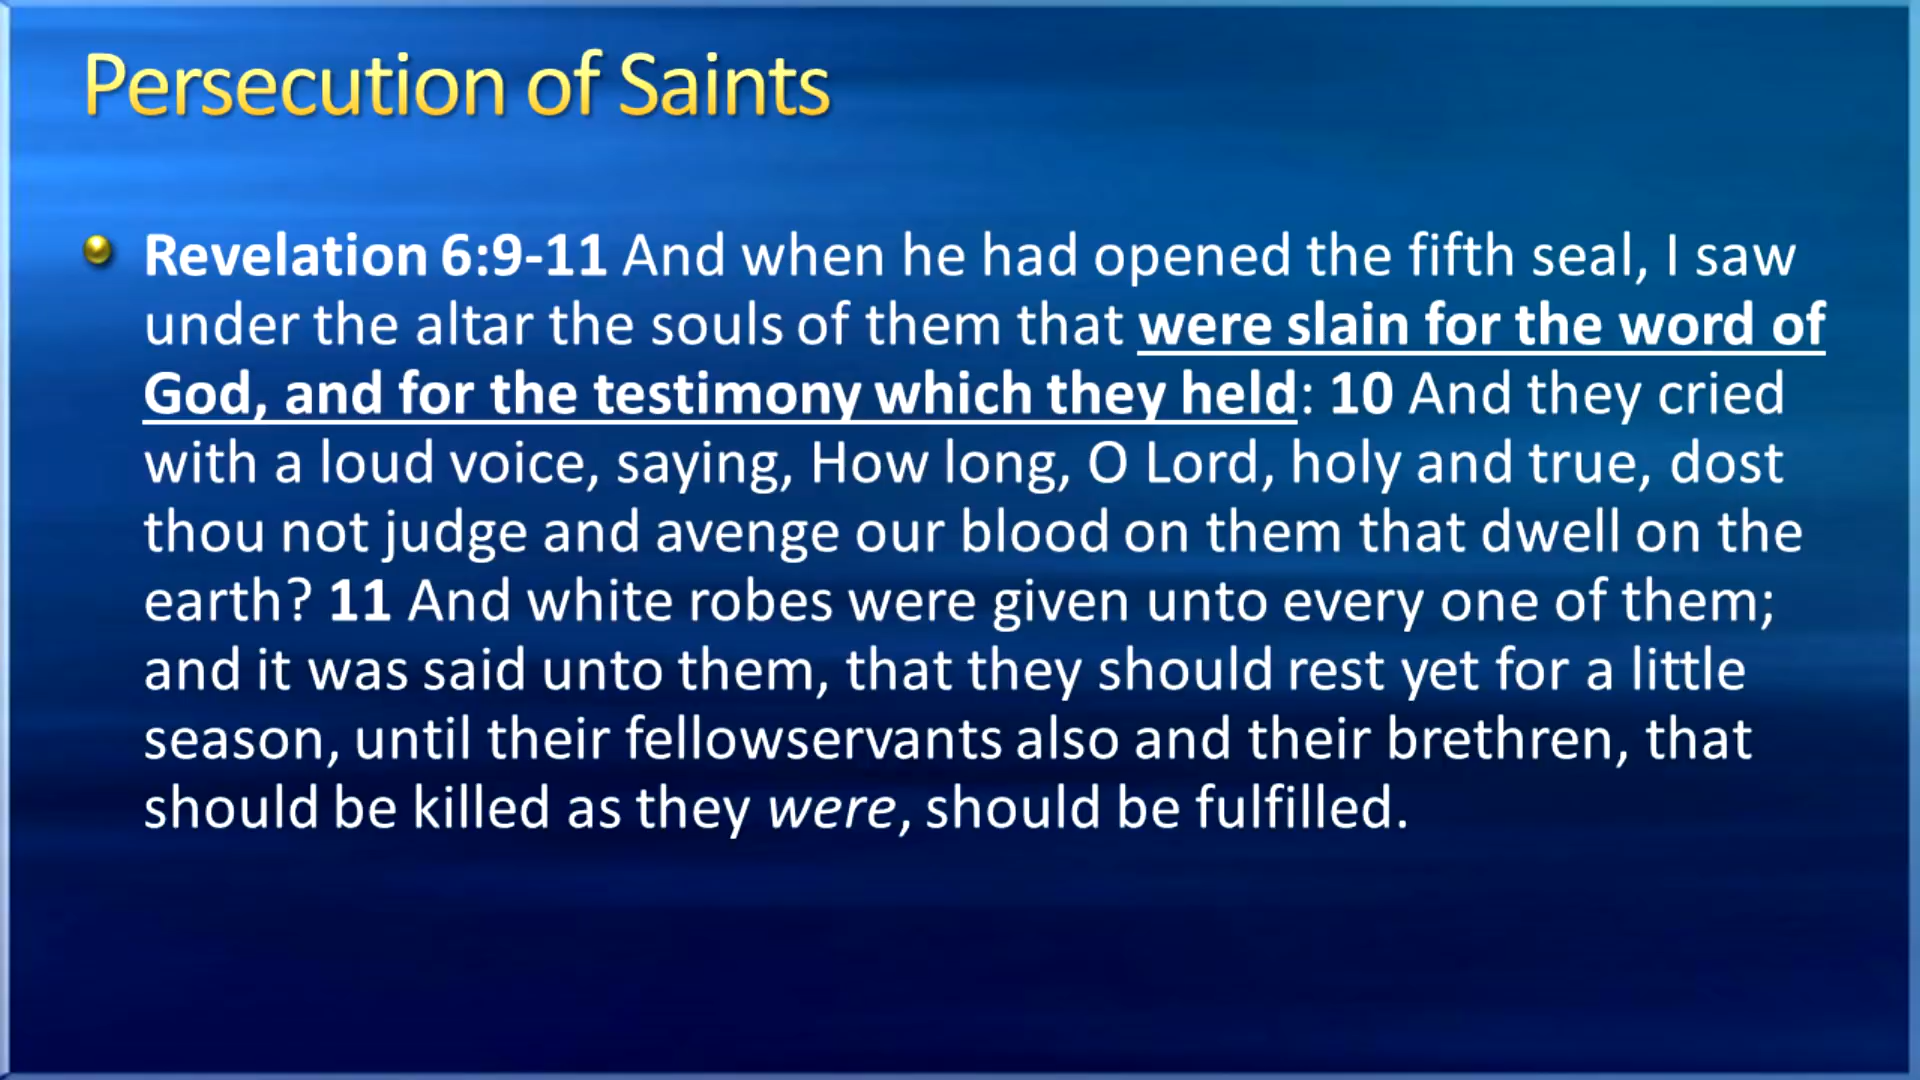 Persecution of Saints
Revelation 6:9-11 And when he had opened the fifth seal, I saw
under the altar the souls of them that were slain for the word of
God, and for the testimony which they held: 10 And they cried
with a loud voice, saying, How long, O Lord, holy and true, dost
thou not judge and avenge our blood on them that dwell on the
earth? 11 And white robes were given unto every one of them;
and it was said unto them, that they should rest yet for a little
season, until their fellowservants also and their brethren, that
should be killed as they were, should be fulfilled.